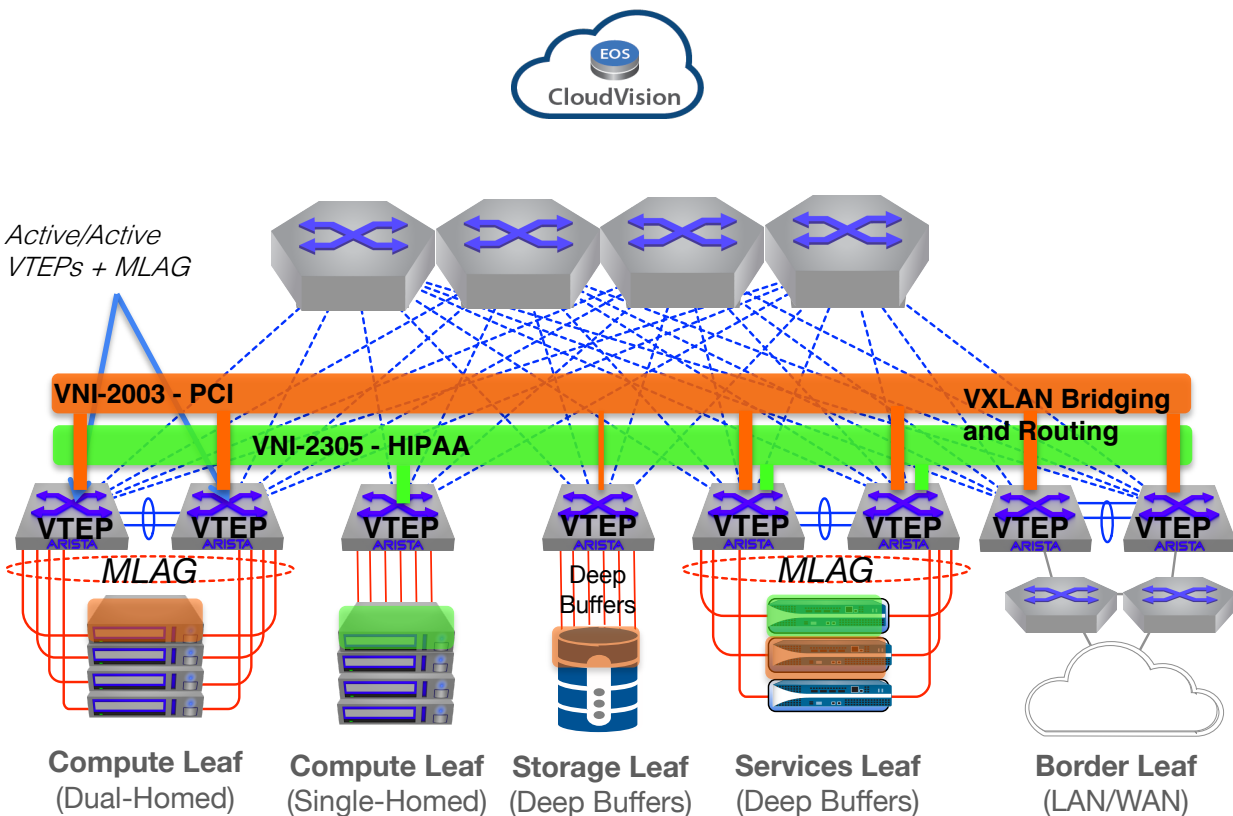 EOS
CloudVision
Active/Active
VTEPs + MLAG
VNI-2003 - PCI
VXLAN Bridging
and Routing
VNI-2305 - HIPAA
VTEP
ARISTA
VTEP
ARISTA
VTEP
ARISTA
VTEP
ARISTA
VTEP
ARISTA
VTEP
ARISTA
VTEP
ARISTA
VTEP
ARISTA
MLAG
Deep
Buffers
MLAG
Compute Leaf
(Dual-Homed)
Compute Leaf
(Single-Homed)
Storage Leaf
(Deep Buffers)
Services Leaf
(Deep Buffers)
Border Leaf
(LAN/WAN)